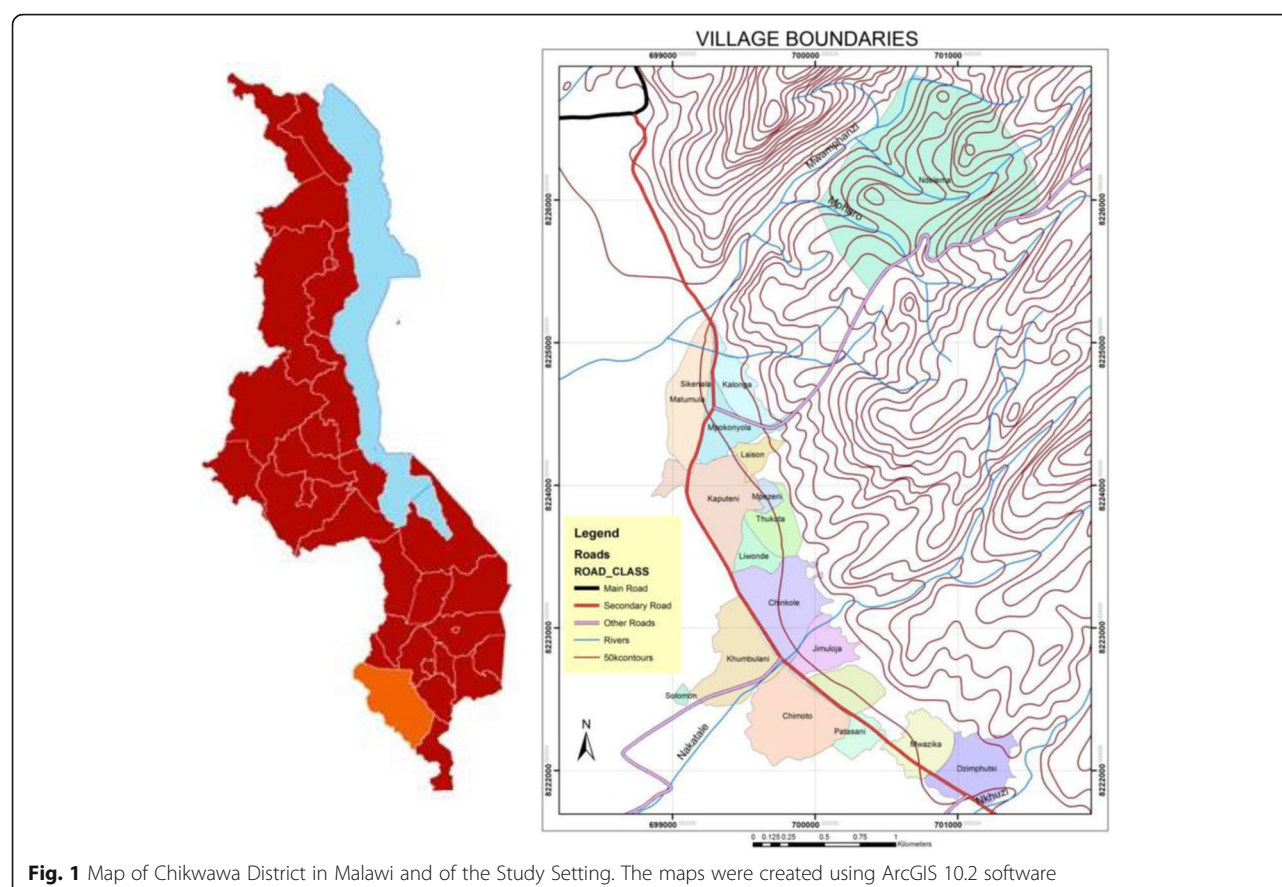 VILLAGE BOUNDARIES
699000 700000 701000
8226000
8226000
8225000
8225000
8224000
8224000
8223000
8223000
8222000
8222000
Mwamphanzi
Ndelema
Sikenala
Kalonga
Matumula
Mpokonyola
Laison
Kaputeni
Mpezeni
Thukuta
Liwonde
Chinkole
Jimuloja
Khumbulani
Solomon
Chimoto
Patasani
Mwazika
Dzimphutsi
Nakatale
Nkhuzi
Legend
Roads
ROAD_CLASS
Main Road
Secondary Road
Other Roads
Rivers
50kcontours
N
699000 700000 701000
0 0.125 0.25 0.5 0.75 1
Kilometers
Fig. 1 Map of Chikwawa District in Malawi and of the Study Setting. The maps were created using ArcGIS 10.2 software